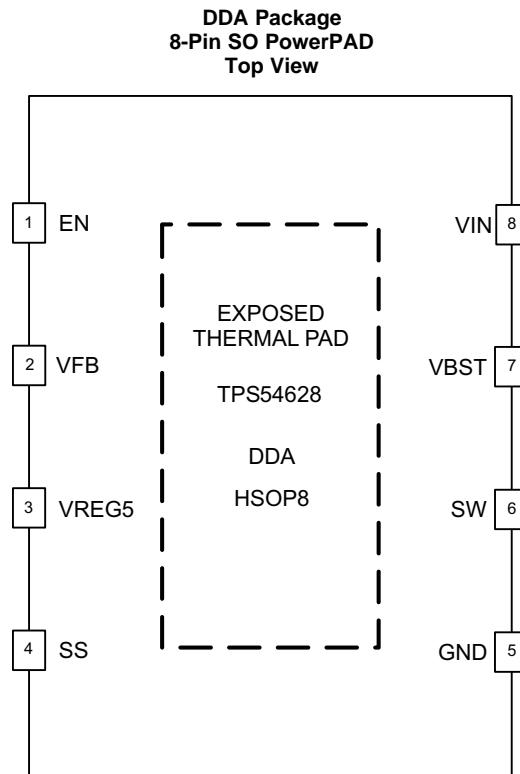 DDA Package
8-Pin SO PowerPAD
Top View
1 EN
2 VFB
3 VREG5
4 SS
EXPOSED
THERMAL PAD
TPS54628
DDA
HSOP8
VIN 8
VBST 7
SW 6
GND 5